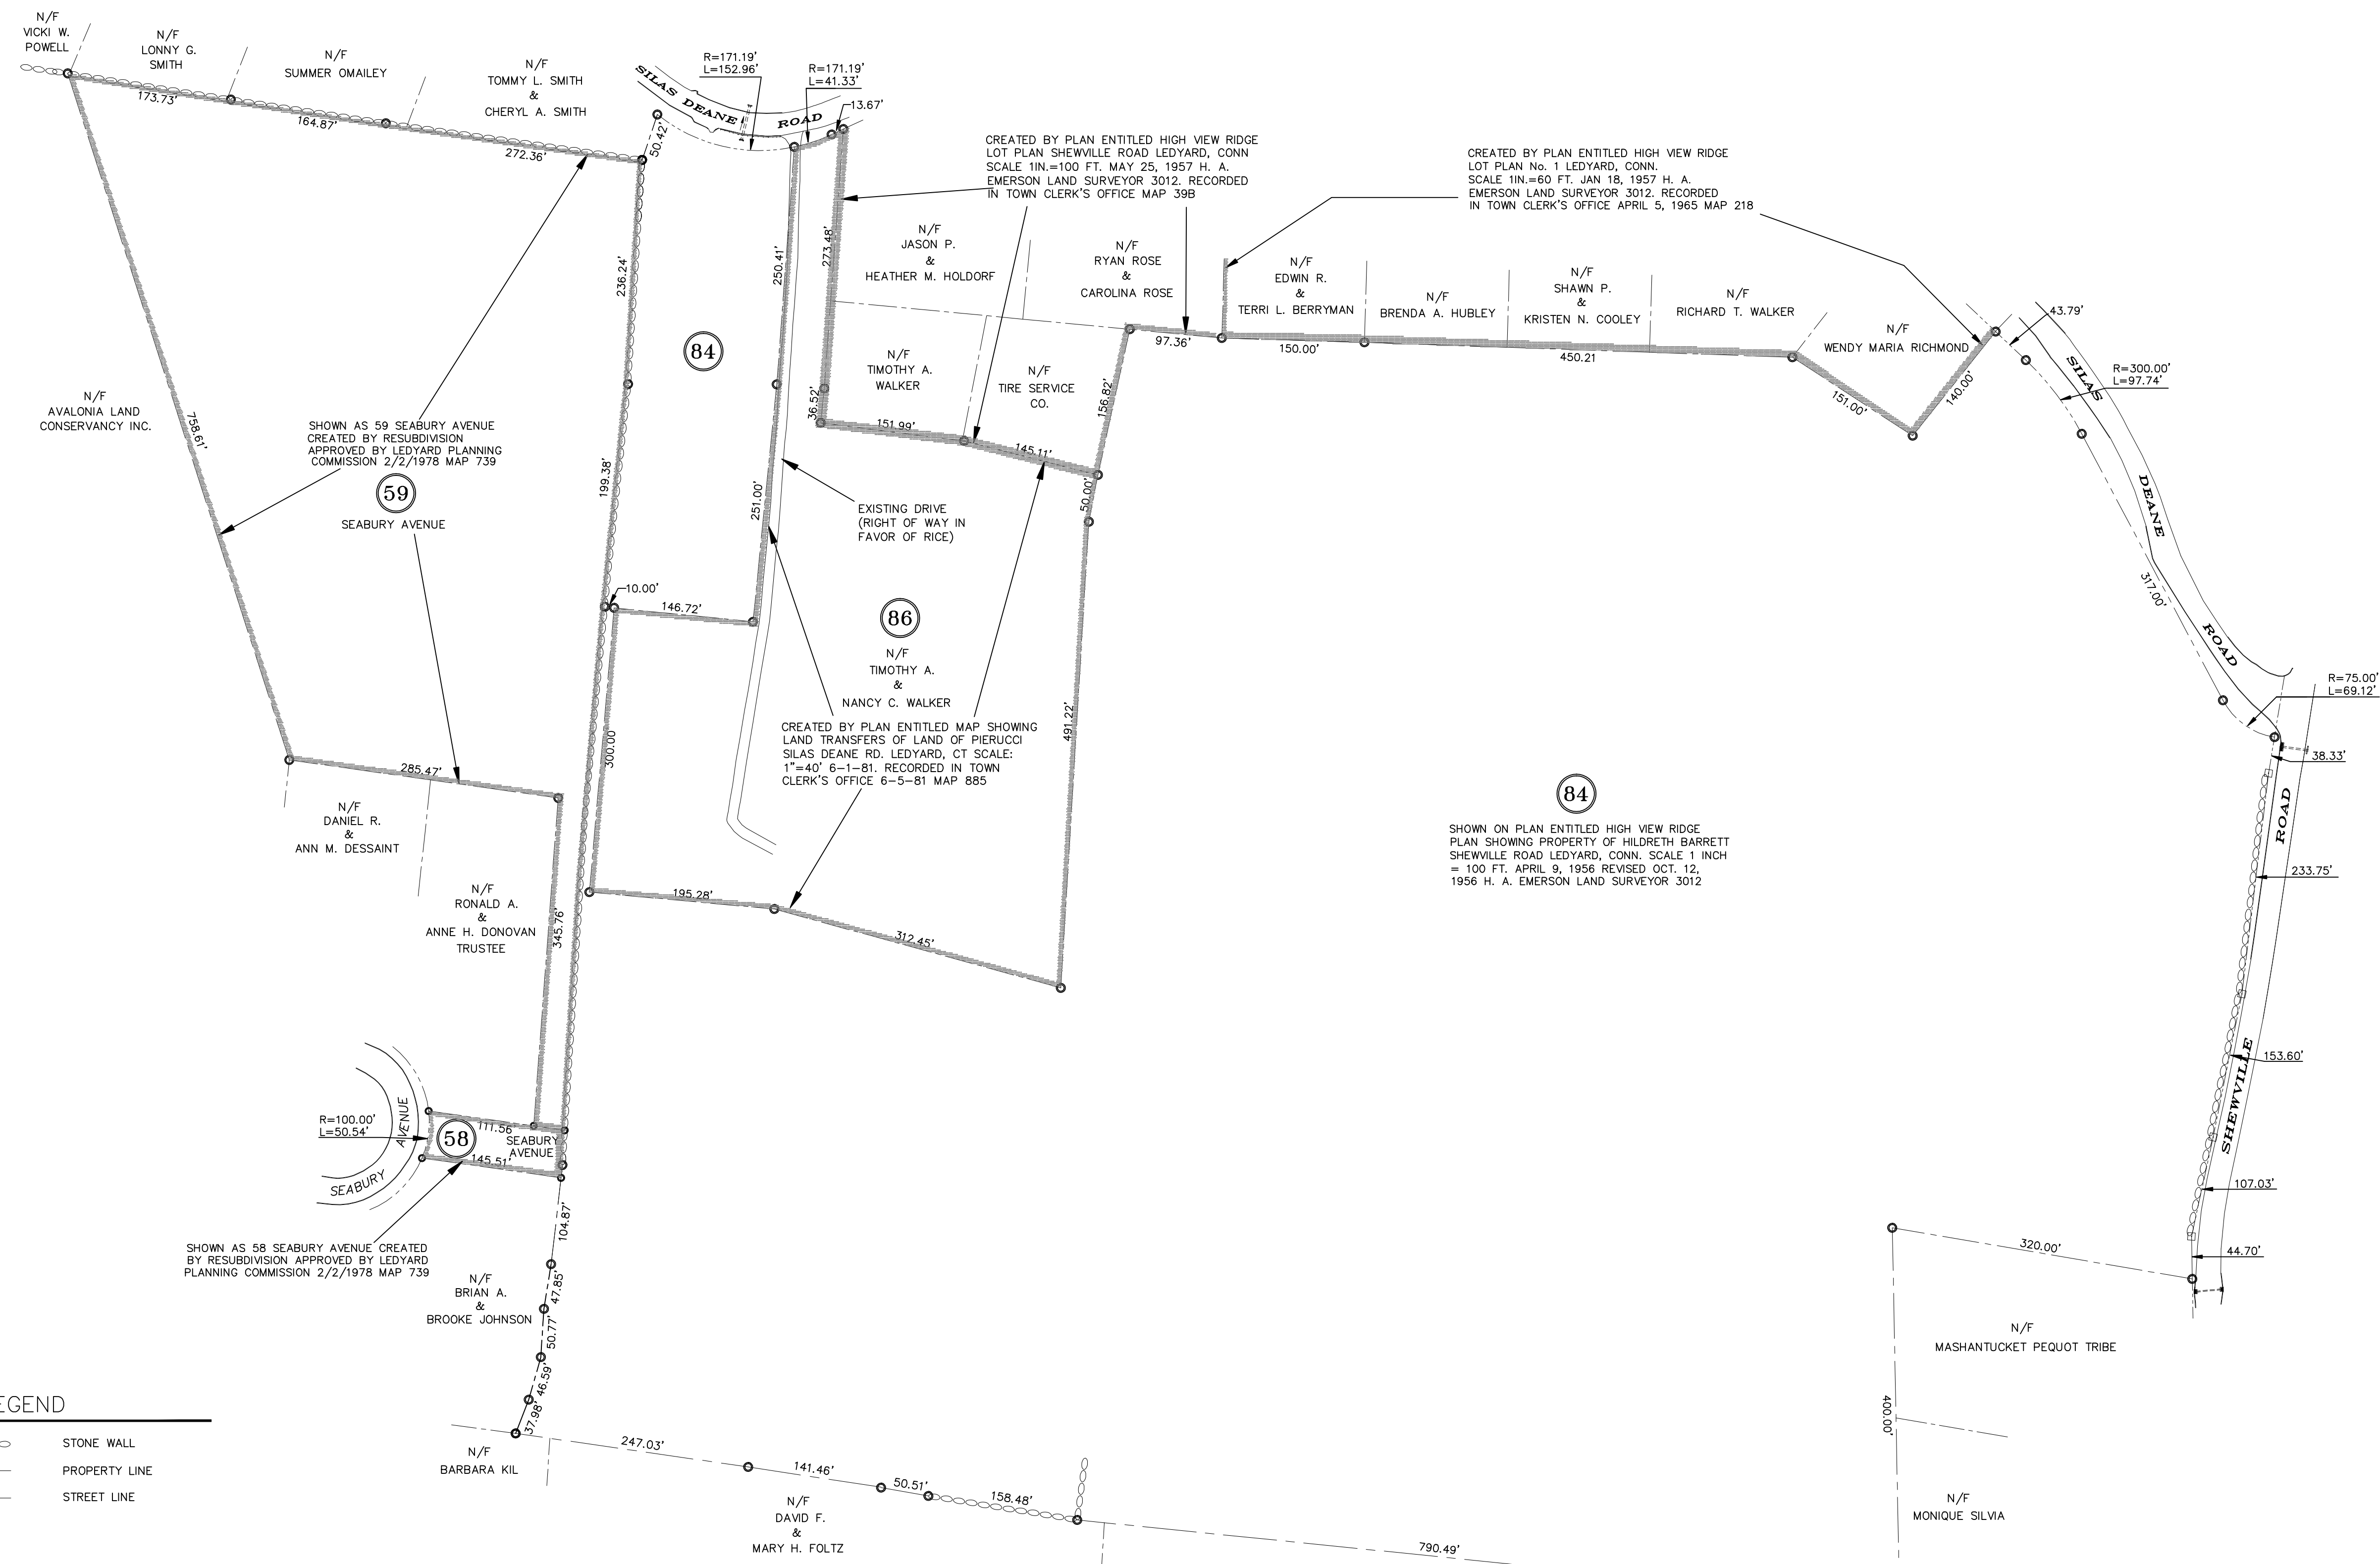 N/F
VICKI W.
POWELL
N/F
LONNY G.
SMITH
N/F
SUMMER OMAILEY
N/F
TOMMY L. SMITH
&
CHERYL A. SMITH
173.73'
164.87'
272.36'
50.42'
SILAS DEANE ROAD
R=171.19'
L=152.96'
R=171.19'
L=41.33'
13.67'
CREATED BY PLAN ENTITLED HIGH VIEW RIDGE
LOT PLAN SHEWVILLE ROAD LEDYARD, CONN
SCALE 1IN.=100 FT. MAY 25, 1957 H. A.
EMERSON LAND SURVEYOR 3012. RECORDED
IN TOWN CLERK'S OFFICE MAP 39B
CREATED BY PLAN ENTITLED HIGH VIEW RIDGE
LOT PLAN No. 1 LEDYARD, CONN.
SCALE 1IN.=60 FT. JAN 18, 1957 H. A.
EMERSON LAND SURVEYOR 3012. RECORDED
IN TOWN CLERK'S OFFICE APRIL 5, 1965 MAP 218
236.24'
250.41'
273.48'
84
N/F
JASON P.
&
HEATHER M. HOLDORF
N/F
RYAN ROSE
&
CAROLINA ROSE
N/F
EDWIN R.
&
TERRI L. BERRYMAN
N/F
BRENDA A. HUBLEY
N/F
SHAWN P.
&
KRISTEN N. COOLEY
N/F
RICHARD T. WALKER
N/F
WENDY MARIA RICHMOND
97.36'
150.00'
450.21
151.00'
140.00'
43.79'
R=300.00'
L=97.74'
SILAS
DEANE
ROAD
317.00'
R=75.00'
L=69.12'
38.33'
N/F
TIMOTHY A.
WALKER
N/F
TIRE SERVICE
CO.
156.82'
36.52'
151.99'
145.11'
50.00'
N/F
AVALONIA LAND
CONSERVANCY INC.
758.61'
SHOWN AS 59 SEABURY AVENUE
CREATED BY RESUBDIVISION
APPROVED BY LEDYARD PLANNING
COMMISSION 2/2/1978 MAP 739
59
SEABURY AVENUE
199.38'
251.00'
EXISTING DRIVE
(RIGHT OF WAY IN
FAVOR OF RICE)
10.00'
146.72'
86
N/F
TIMOTHY A.
&
NANCY C. WALKER
CREATED BY PLAN ENTITLED MAP SHOWING
LAND TRANSFERS OF LAND OF PIERUCCI
SILAS DEANE RD. LEDYARD, CT SCALE:
1"=40' 6-1-81. RECORDED IN TOWN
CLERK'S OFFICE 6-5-81 MAP 885
300.00'
491.22'
195.28'
312.45'
84
SHOWN ON PLAN ENTITLED HIGH VIEW RIDGE
PLAN SHOWING PROPERTY OF HILDRETH BARRETT
SHEWVILLE ROAD LEDYARD, CONN. SCALE 1 INCH
= 100 FT. APRIL 9, 1956 REVISED OCT. 12,
1956 H. A. EMERSON LAND SURVEYOR 3012
285.47'
N/F
DANIEL R.
&
ANN M. DESSAINT
N/F
RONALD A.
&
ANNE H. DONOVAN
TRUSTEE
345.76'
SHEWVILLE ROAD
233.75'
153.60'
107.03'
44.70'
R=100.00'
L=50.54'
SEABURY AVENUE
111.56'
58
SEABURY
AVENUE
145.51'
SHOWN AS 58 SEABURY AVENUE CREATED
BY RESUBDIVISION APPROVED BY LEDYARD
PLANNING COMMISSION 2/2/1978 MAP 739
104.87'
47.85'
50.77'
46.59'
37.98'
N/F
BRIAN A.
&
BROOKE JOHNSON
320.00'
N/F
MASHANTUCKET PEQUOT TRIBE
400.00'
N/F
MONIQUE SILVIA
EGEND
STONE WALL
PROPERTY LINE
STREET LINE
N/F
BARBARA KIL
247.03'
141.46'
50.51'
158.48'
N/F
DAVID F.
&
MARY H. FOLTZ
790.49'